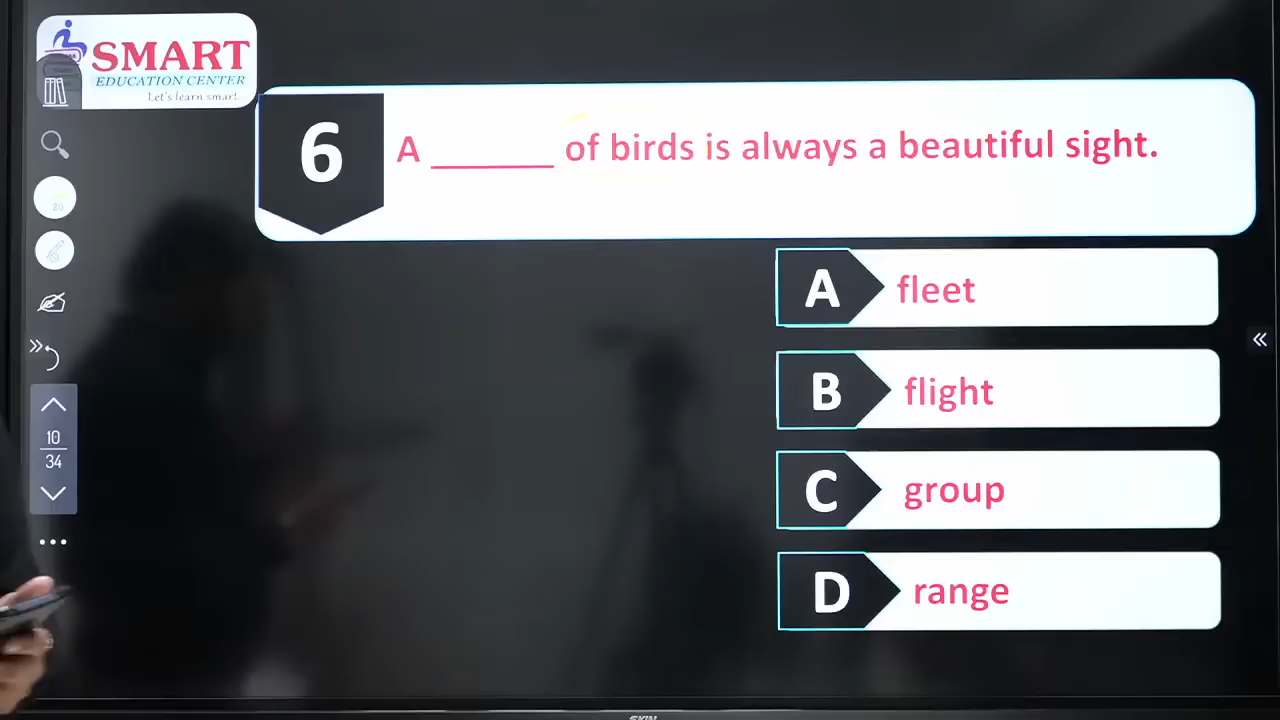 SMART
EDUCATION CENTER
Let's learn smart.
6
A _______ of birds is always a beautiful sight.
A fleet
B flight
C group
D range
20
10
34